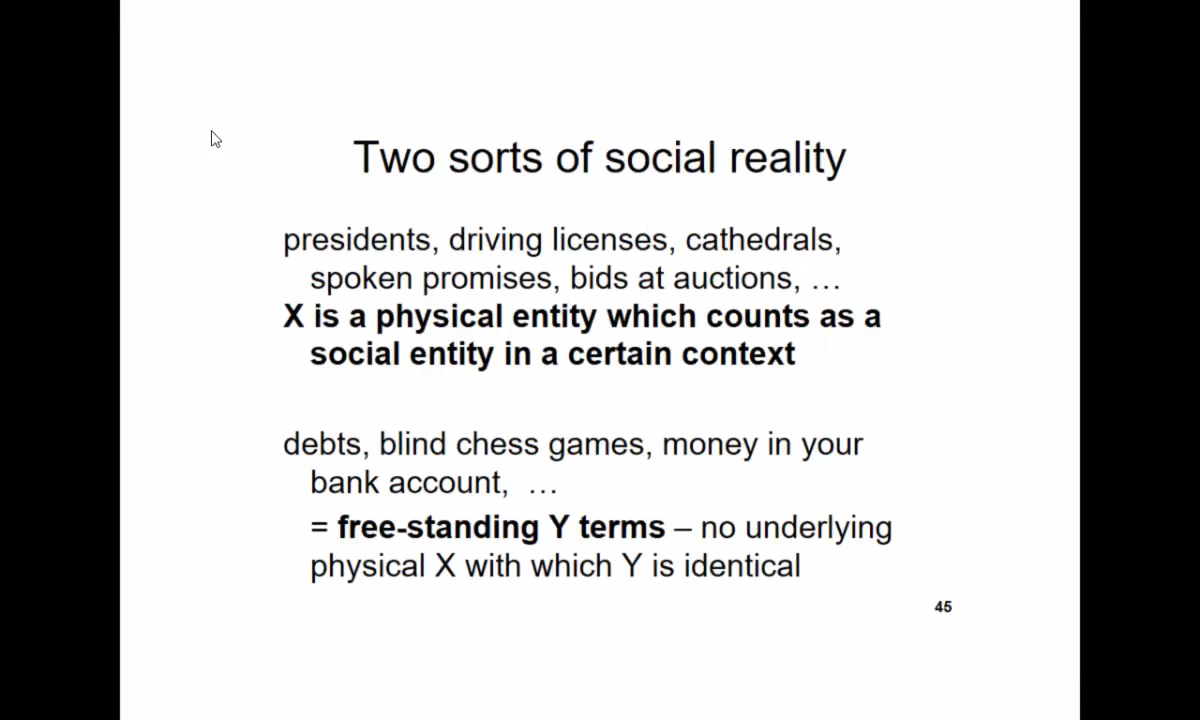 Two sorts of social reality
presidents, driving licenses, cathedrals,
spoken promises, bids at auctions, …
X is a physical entity which counts as a
social entity in a certain context
debts, blind chess games, money in your
bank account, …
= free-standing Y terms – no underlying
physical X with which Y is identical
45